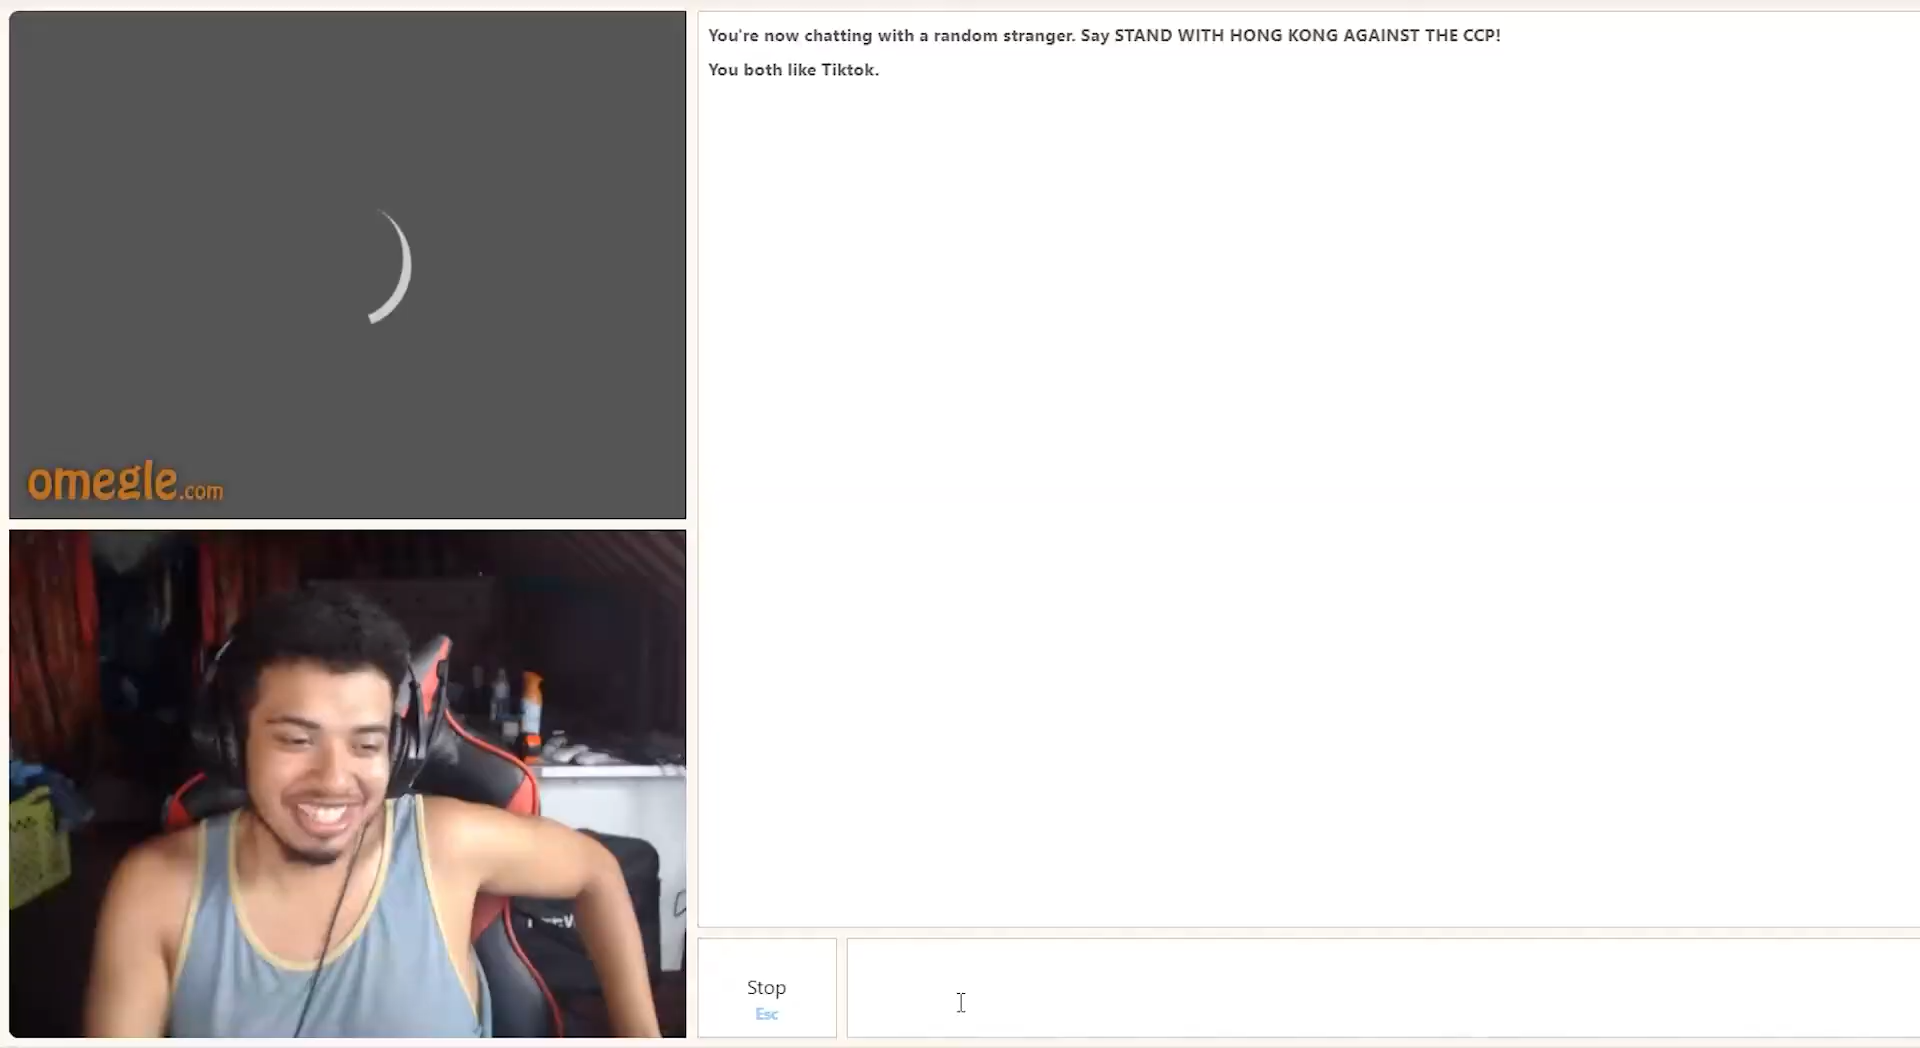 You're now chatting with a random stranger. Say STAND WITH HONG KONG AGAINST THE CCP!
You both like Tiktok.
omegle.com
Stop
Esc